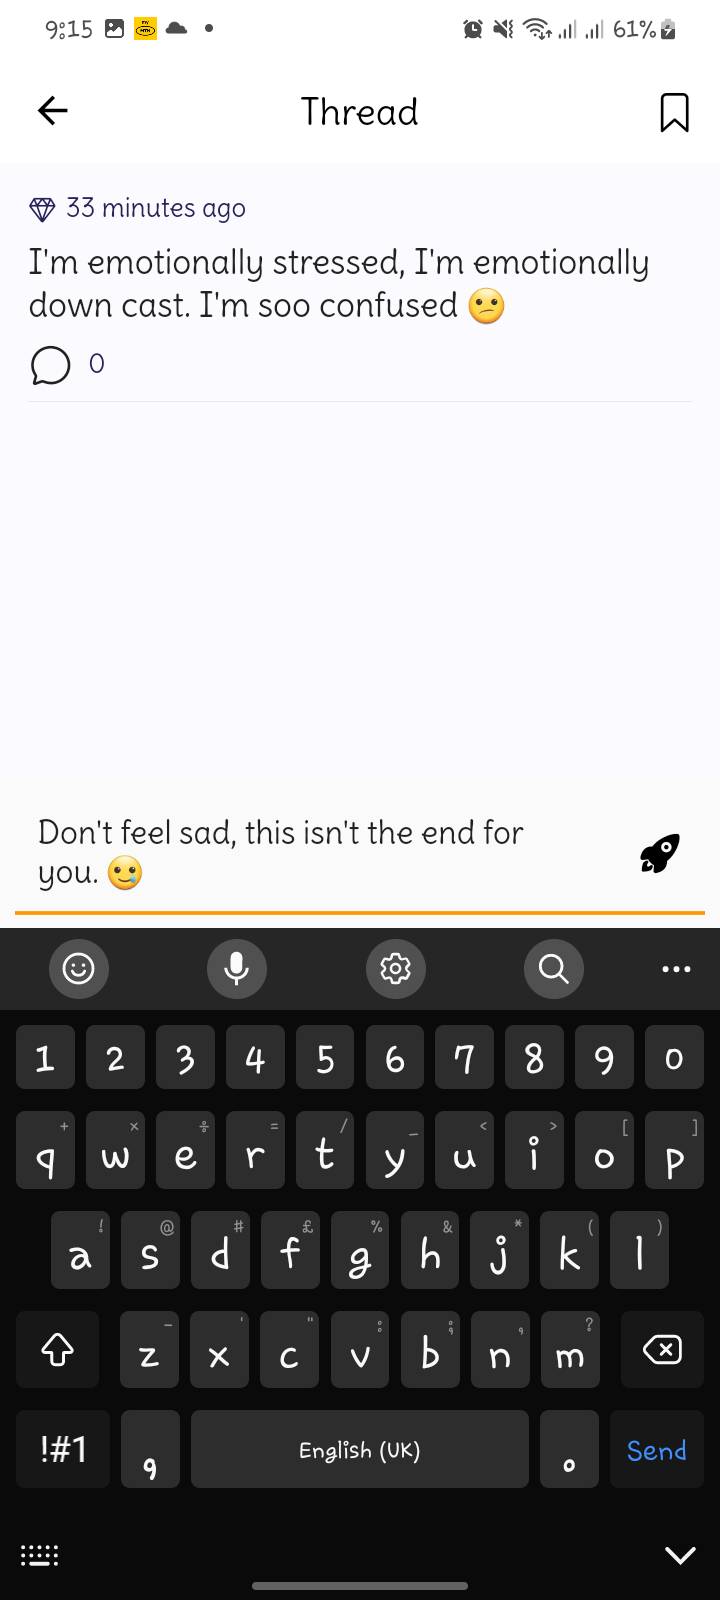 9:15 61%
Thread
33 minutes ago
I'm emotionally stressed, I'm emotionally
down cast. I'm soo confused 😕
0
Don't feel sad, this isn't the end for
you. 🥲
1 2 3 4 5 6 7 8 9 0
+ × ÷ = / _ < > [ ]
q w e r t y u i o p
! @ # £ % & * ( )
a s d f g h j k l
- ' " : ; , ?
z x c v b n m
!#1 , English (UK) . Send